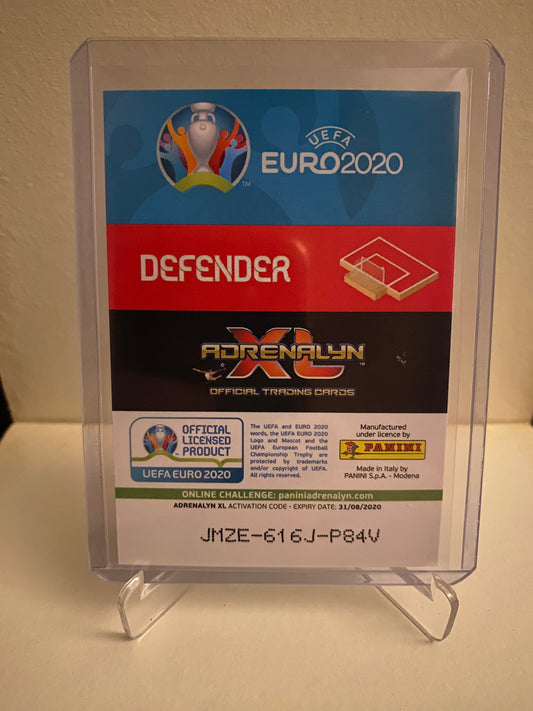 UEFA
EURO2020
TM
DEFENDER
ADRENALYN
XL
TM
OFFICIAL TRADING CARDS
OFFICIAL
LICENSED
PRODUCT
UEFA EURO 2020
The UEFA and EURO 2020
words, the UEFA EURO 2020
Logo and Mascot and the
UEFA European Football
Championship Trophy are
protected by trademarks
and/or copyright of UEFA.
All rights reserved.
Manufactured
under licence by
PANINI
Made in Italy by
PANINI S.p.A. - Modena
ONLINE CHALLENGE: paniniadrenalyn.com
ADRENALYN XL ACTIVATION CODE - EXPIRY DATE: 31/08/2020
JMZE-616J-P84V